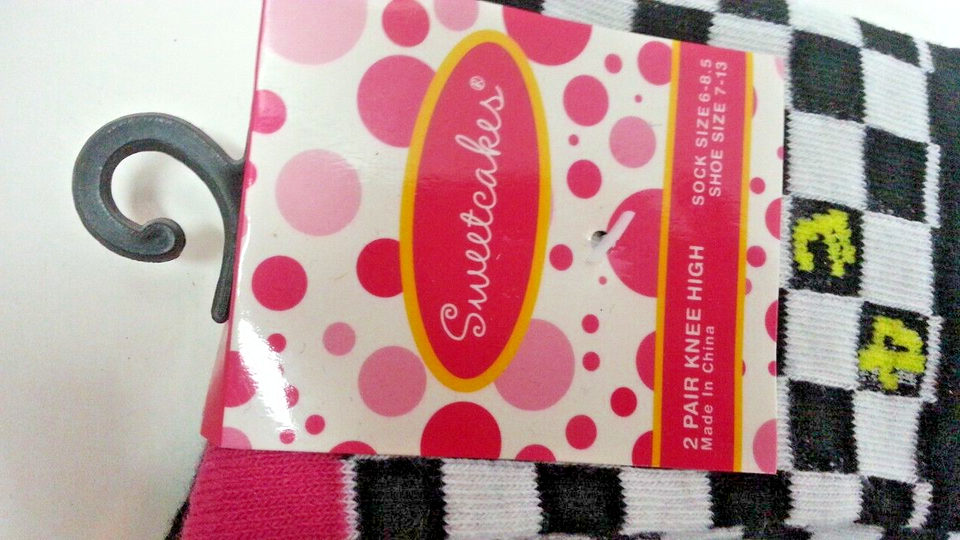 Sweetcakes®
2 PAIR KNEE HIGH
Made In China
SOCK SIZE 6-8.5
SHOE SIZE 7-13